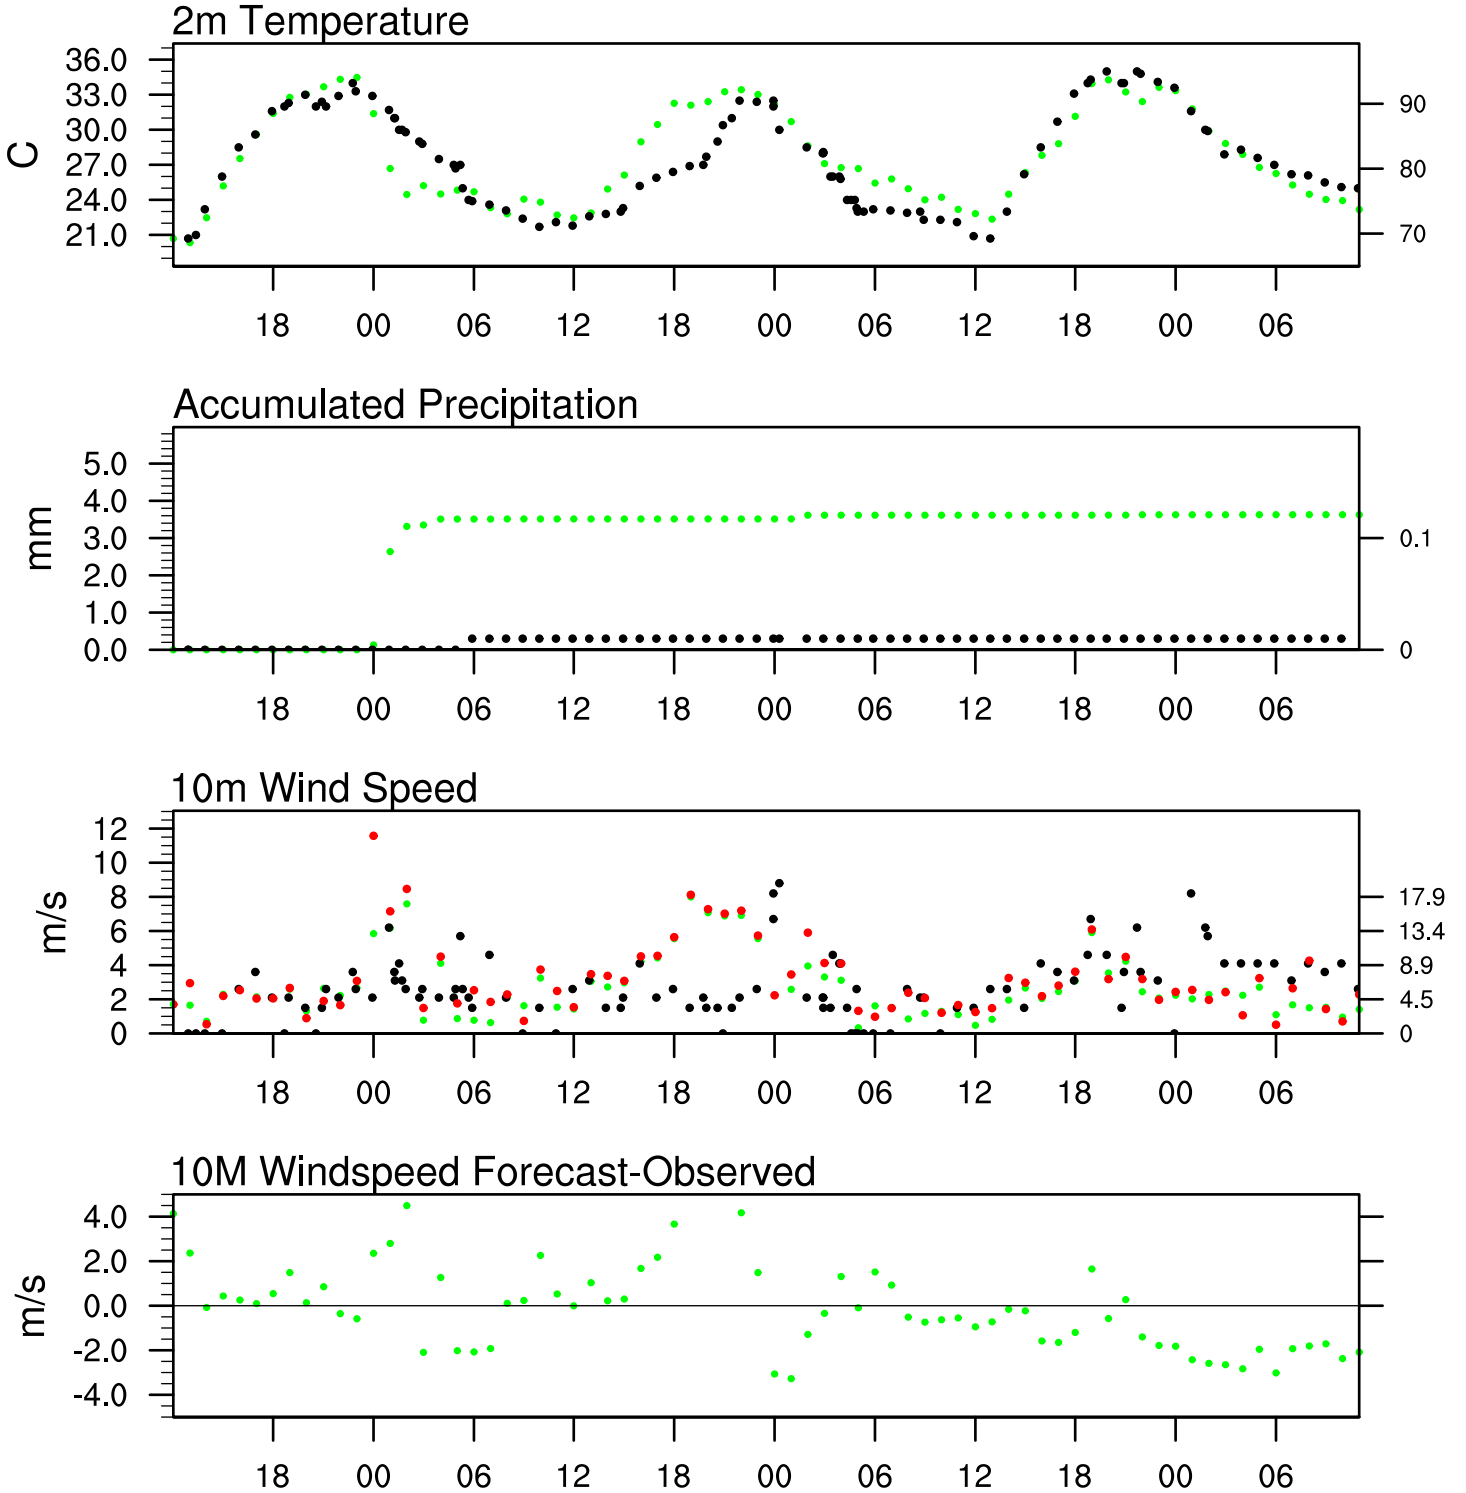 2m Temperature
36.0
33.0
30.0
27.0
24.0
21.0
C
90
80
70
18 00 06 12 18 00 06 12 18 00 06
Accumulated Precipitation
5.0
4.0
3.0
2.0
1.0
0.0
mm
0.1
0
18 00 06 12 18 00 06 12 18 00 06
10m Wind Speed
12
10
8
6
4
2
0
m/s
17.9
13.4
8.9
4.5
0
18 00 06 12 18 00 06 12 18 00 06
10M Windspeed Forecast-Observed
4.0
2.0
0.0
-2.0
-4.0
m/s
18 00 06 12 18 00 06 12 18 00 06